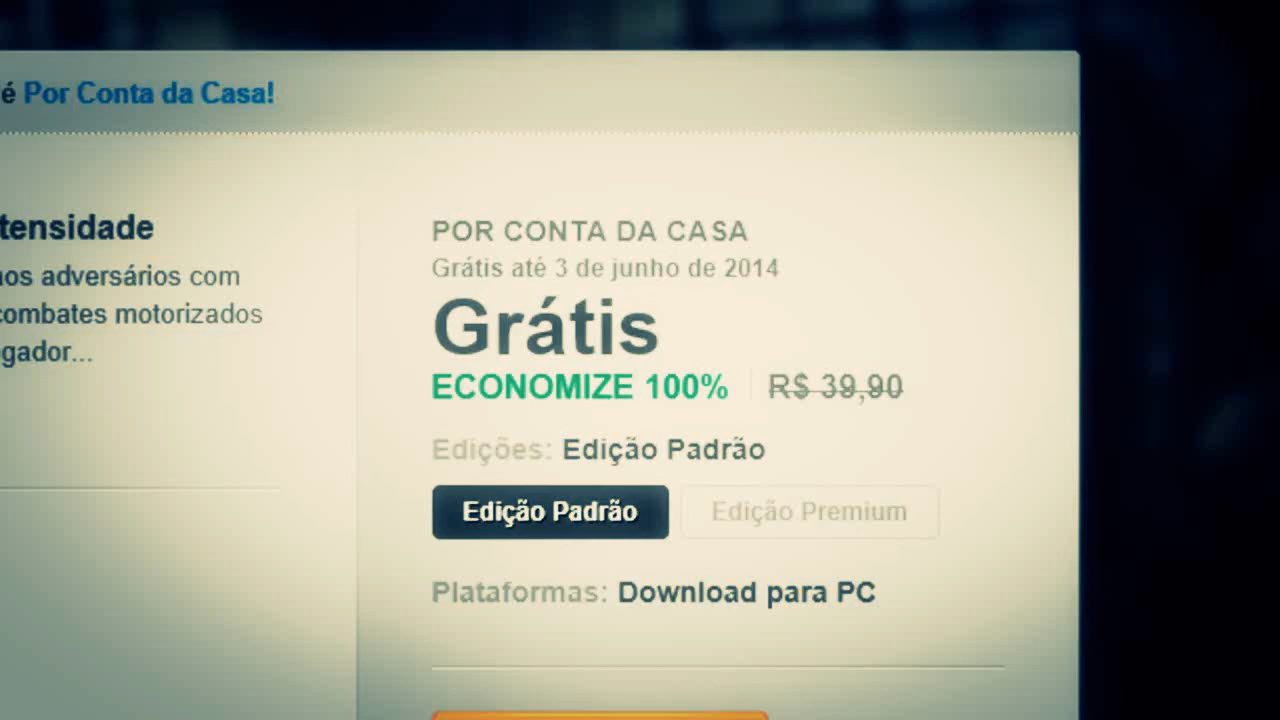 é Por Conta da Casa!
tensidade
nos adversários com
combates motorizados
gador...
POR CONTA DA CASA
Grátis até 3 de junho de 2014
Grátis
ECONOMIZE 100% R$ 39,90
Edições: Edição Padrão
Edição Padrão Edição Premium
Plataformas: Download para PC